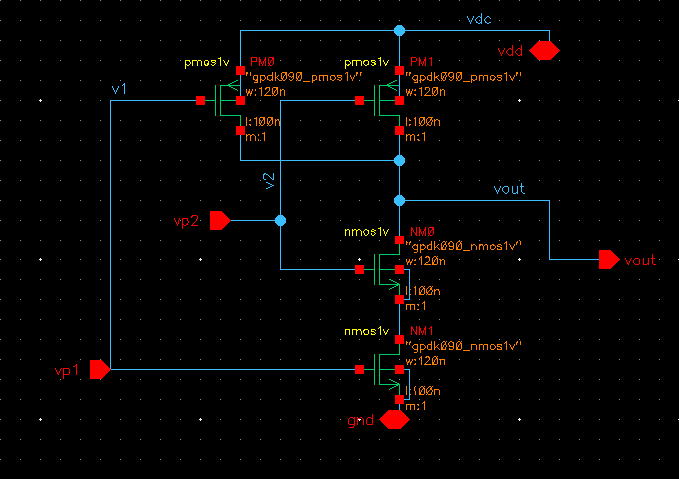 vdc
vdd
pmos1v
PM0
"gpdk090_pmos1v"
w:120n
l:100n
m:1
pmos1v
PM1
"gpdk090_pmos1v"
w:120n
l:100n
m:1
v1
v2
vout
vp2
nmos1v
NM0
"gpdk090_nmos1v"
w:120n
l:100n
m:1
vout
nmos1v
NM1
"gpdk090_nmos1v"
w:120n
l:100n
m:1
vp1
gnd